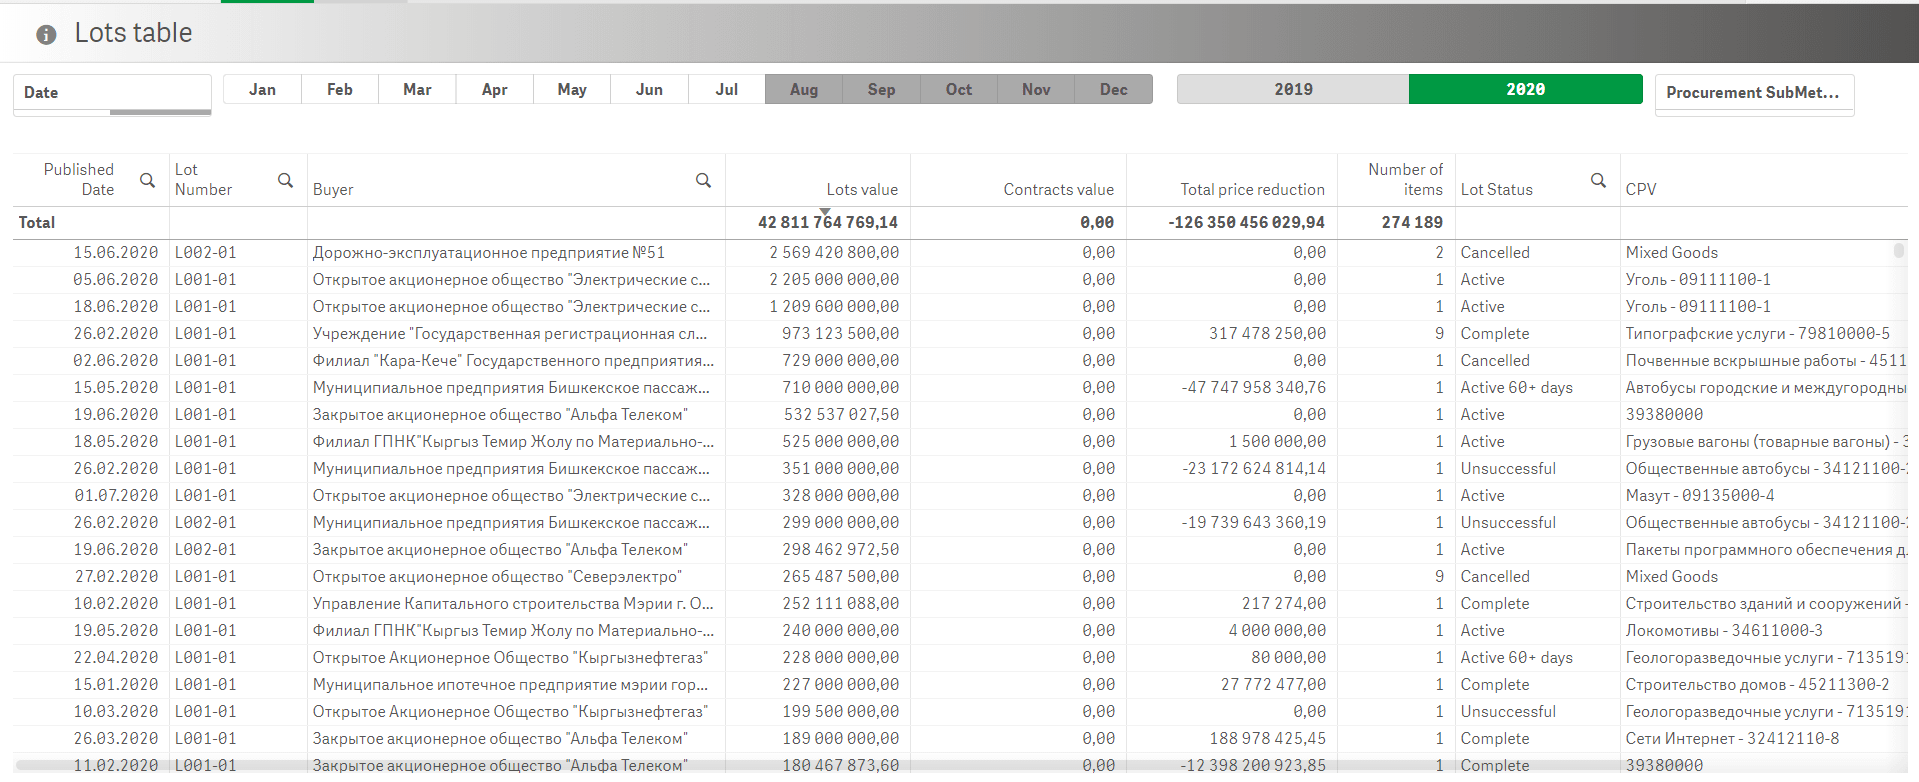 Lots table
Date Jan Feb Mar Apr May Jun Jul Aug Sep Oct Nov Dec 2019 2020 Procurement SubMet...
Published Date Lot Number Buyer Lots value Contracts value Total price reduction Number of items Lot Status CPV
Total 42 811 764 769,14 0,00 -126 350 456 029,94 274 189
15.06.2020 L002-01 Дорожно-эксплуатационное предприятие №51 2 569 420 800,00 0,00 0,00 2 Cancelled Mixed Goods
05.06.2020 L001-01 Открытое акционерное общество "Электрические с... 2 205 000 000,00 0,00 0,00 1 Active Уголь - 09111100-1
18.06.2020 L001-01 Открытое акционерное общество "Электрические с... 1 209 600 000,00 0,00 0,00 1 Active Уголь - 09111100-1
26.02.2020 L001-01 Учреждение "Государственная регистрационная сл... 973 123 500,00 0,00 317 478 250,00 9 Complete Типографские услуги - 79810000-5
02.06.2020 L001-01 Филиал "Кара-Кече" Государственного предприятия... 729 000 000,00 0,00 0,00 1 Cancelled Почвенные вскрышные работы - 4511
15.05.2020 L001-01 Муниципиальное предприятия Бишкекское пассаж... 710 000 000,00 0,00 -47 747 958 340,76 1 Active 60+ days Автобусы городские и междугородны
19.06.2020 L001-01 Закрытое акционерное общество "Альфа Телеком" 532 537 027,50 0,00 0,00 1 Active 39380000
18.05.2020 L001-01 Филиал ГПНК"Кыргыз Темир Жолу по Материально-... 525 000 000,00 0,00 1 500 000,00 1 Active Грузовые вагоны (товарные вагоны) - 3
26.02.2020 L001-01 Муниципиальное предприятия Бишкекское пассаж... 351 000 000,00 0,00 -23 172 624 814,14 1 Unsuccessful Общественные автобусы - 34121100-2
01.07.2020 L001-01 Открытое акционерное общество "Электрические с... 328 000 000,00 0,00 0,00 1 Active Мазут - 09135000-4
26.02.2020 L002-01 Муниципиальное предприятия Бишкекское пассаж... 299 000 000,00 0,00 -19 739 643 360,19 1 Unsuccessful Общественные автобусы - 34121100-2
19.06.2020 L002-01 Закрытое акционерное общество "Альфа Телеком" 298 462 972,50 0,00 0,00 1 Active Пакеты программного обеспечения д
27.02.2020 L001-01 Открытое акционерное общество "Северэлектро" 265 487 500,00 0,00 0,00 9 Cancelled Mixed Goods
10.02.2020 L001-01 Управление Капитального строительства Мэрии г. О... 252 111 088,00 0,00 217 274,00 1 Complete Строительство зданий и сооружений -
19.05.2020 L001-01 Филиал ГПНК"Кыргыз Темир Жолу по Материально-... 240 000 000,00 0,00 4 000 000,00 1 Active Локомотивы - 34611000-3
22.04.2020 L001-01 Открытое Акционерное Общество "Кыргызнефтегаз" 228 000 000,00 0,00 80 000,00 1 Active 60+ days Геологоразведочные услуги - 7135191
15.01.2020 L001-01 Муниципальное ипотечное предприятие мэрии гор... 227 000 000,00 0,00 27 772 477,00 1 Complete Строительство домов - 45211300-2
10.03.2020 L001-01 Открытое Акционерное Общество "Кыргызнефтегаз" 199 500 000,00 0,00 0,00 1 Unsuccessful Геологоразведочные услуги - 7135191
26.03.2020 L001-01 Закрытое акционерное общество "Альфа Телеком" 189 000 000,00 0,00 188 978 425,45 1 Complete Сети Интернет - 32412110-8
11.02.2020 L001-01 Закрытое акционерное общество "Альфа Телеком" 180 467 873,60 0,00 -12 398 200 923,85 1 Complete 39380000